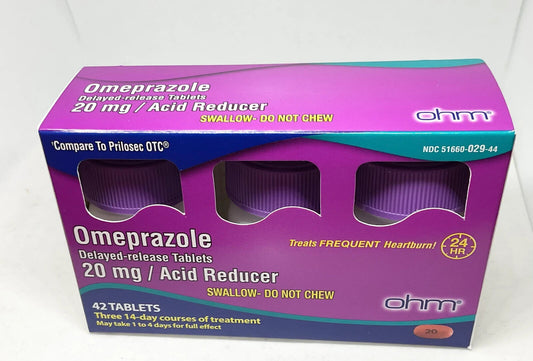 Omeprazole
Delayed-release Tablets
20 mg / Acid Reducer
SWALLOW- DO NOT CHEW
ohm®
'Compare To Prilosec OTC®
NDC 51660-029-44
Omeprazole
Delayed-release Tablets
20 mg / Acid Reducer
SWALLOW- DO NOT CHEW
Treats FREQUENT Heartburn!
24 HR
42 TABLETS
Three 14-day courses of treatment
May take 1 to 4 days for full effect
ohm®
20